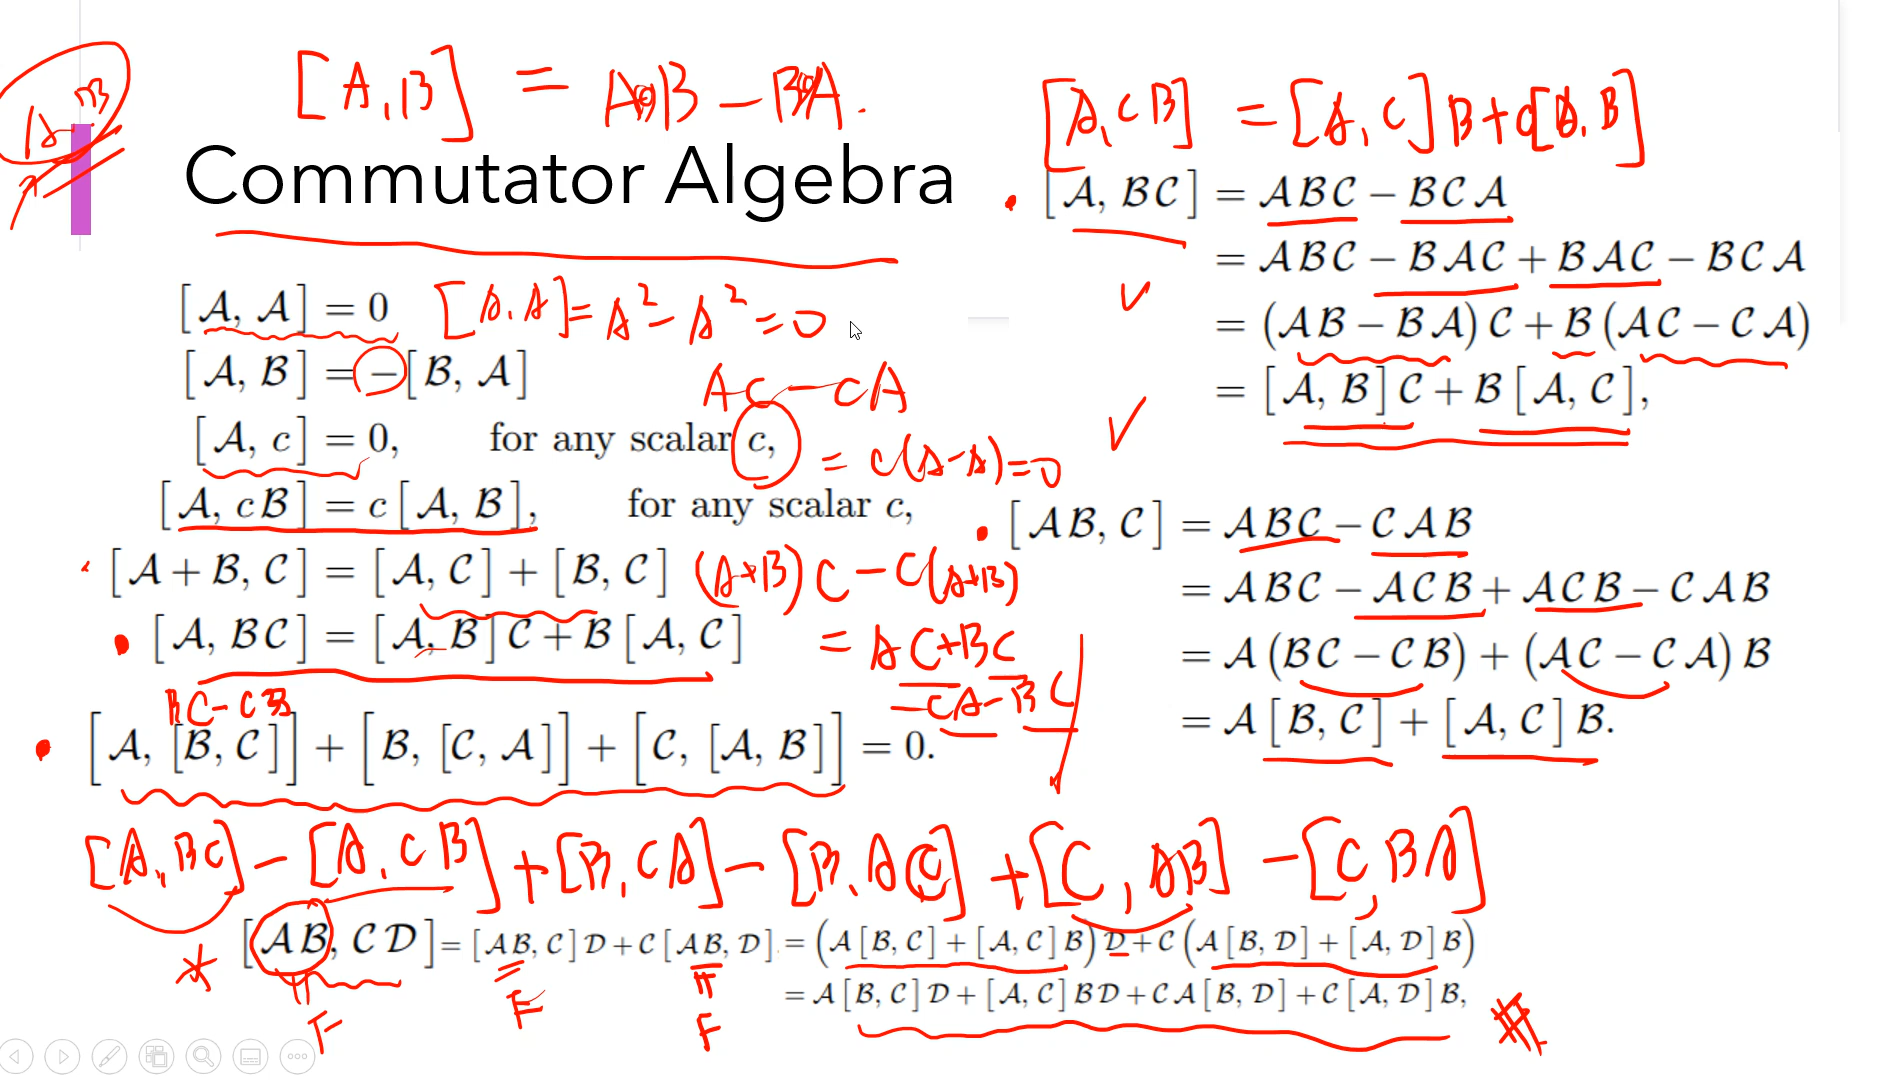 [A, B] = AB − BA.
Commutator Algebra
[A, A] = 0
[A, A] = A² − A² = 0
[A, B] = −[B, A]
AC − CA
[A, c] = 0, for any scalar c,
= C(A−A) = 0
[A, cB] = c[A, B], for any scalar c,
[A + B, C] = [A, C] + [B, C]
(A+B)C − C(A+B)
[A, BC] = [A, B]C + B[A, C]
= AC+BC
−CA−BC
BC − CB
[A, [B, C]] + [B, [C, A]] + [C, [A, B]] = 0.
[A, BC] − [A, CB] + [B, CA] − [B, AC] + [C, AB] − [C, BA]
[AB, CD] = [AB, C]D + C[AB, D] = (A[B, C] + [A, C]B)D + C(A[B, D] + [A, D]B)
= A[B, C]D + [A, C]BD + CA[B, D] + C[A, D]B,
F
F
F
[A, CB] = [A, C]B + C[A, B]
[A, BC] = ABC − BCA
= ABC − BAC + BAC − BCA
= (AB − BA)C + B(AC − CA)
= [A, B]C + B[A, C],
[AB, C] = ABC − CAB
= ABC − ACB + ACB − CAB
= A(BC − CB) + (AC − CA)B
= A[B, C] + [A, C]B.